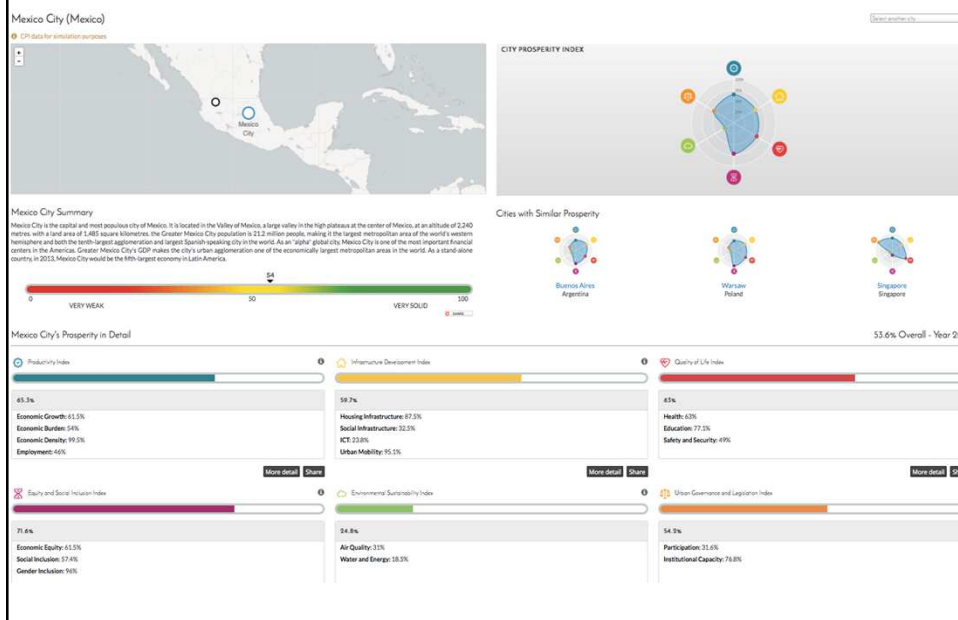 Mexico City (Mexico)
Select another city
CPI data for simulation purposes
+
-
Mexico
City
CITY PROSPERITY INDEX
Mexico City Summary
Mexico City is the capital and most populous city of Mexico. It is located in the Valley of Mexico, a large valley in the high plateaus at the center of Mexico, at an altitude of 2,240
metres. with a land area of 1,485 square kilometres. the Greater Mexico City population is 21.2 million people, making it the largest metropolitan area of the world's western
hemisphere and both the tenth-largest agglomeration and largest Spanish-speaking city in the world. As an "alpha" global city, Mexico City is one of the most important financial
centers in the Americas. Greater Mexico City's GDP makes the city's urban agglomeration one of the economically largest metropolitan areas in the world. As a stand-alone
country, in 2013, Mexico City would be the fifth-largest economy in Latin America.
54
0
50
100
VERY WEAK
VERY SOLID
Cities with Similar Prosperity
Buenos Aires
Argentina
Warsaw
Poland
Singapore
Singapore
Mexico City's Prosperity in Detail
53.6% Overall - Year 2
Productivity Index
65.3%
Economic Growth: 61.5%
Economic Burden: 54%
Economic Density: 99.5%
Employment: 46%
More detail Share
Infrastructure Development Index
59.7%
Housing Infrastructure: 87.5%
Social Infrastructure: 32.5%
ICT: 23.8%
Urban Mobility: 95.1%
More detail Share
Quality of Life Index
63%
Health: 63%
Education: 77.1%
Safety and Security: 49%
More detail Sh
Equity and Social Inclusion Index
71.6%
Economic Equity: 61.5%
Social Inclusion: 57.4%
Gender Inclusion: 96%
Environmental Sustainability Index
24.8%
Air Quality: 31%
Water and Energy: 18.5%
Urban Governance and Legislation Index
54.2%
Participation: 31.6%
Institutional Capacity: 76.8%